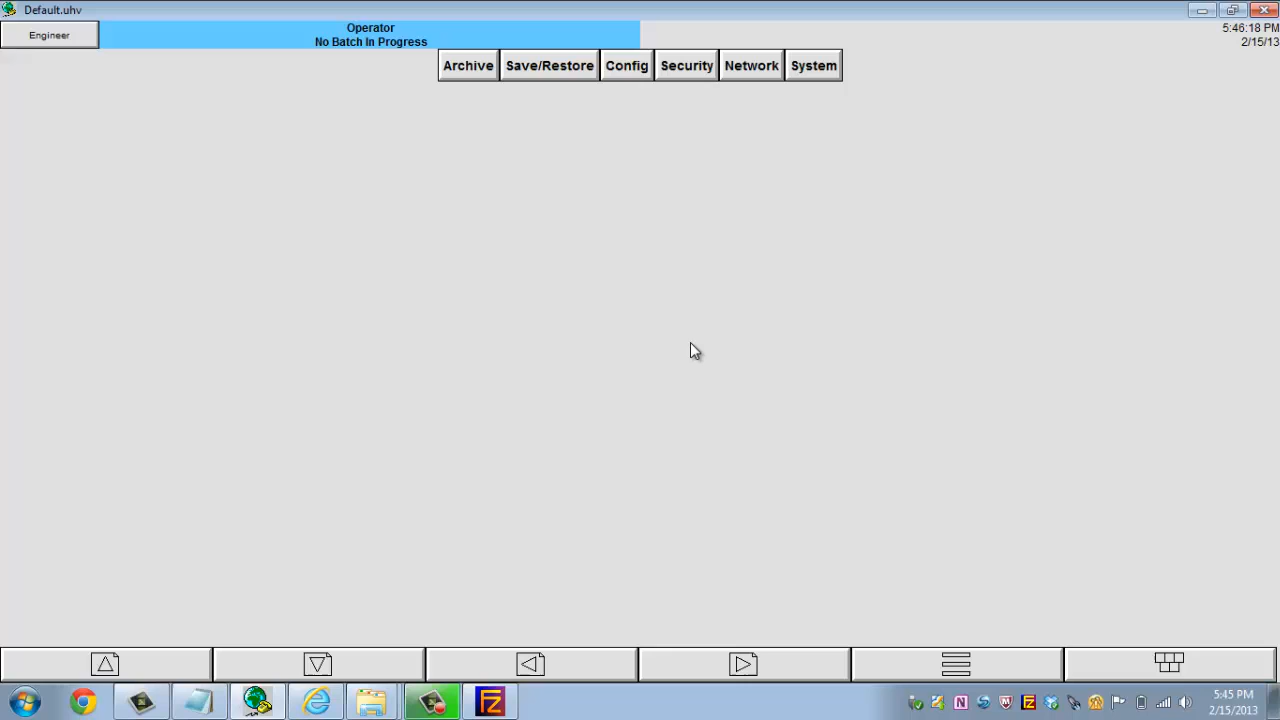 Default.uhv
Engineer
Operator
No Batch In Progress
5:46:18 PM
2/15/13
Archive Save/Restore Config Security Network System
5:45 PM
2/15/2013